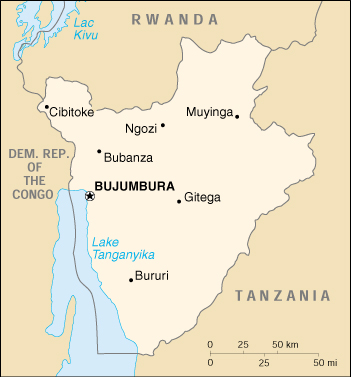 RWANDA
Lac
Kivu
Cibitoke
Muyinga
Ngozi
DEM. REP.
OF
THE
CONGO
Bubanza
BUJUMBURA
Gitega
Lake
Tanganyika
Bururi
TANZANIA
0 25 50 km
0 25 50 mi